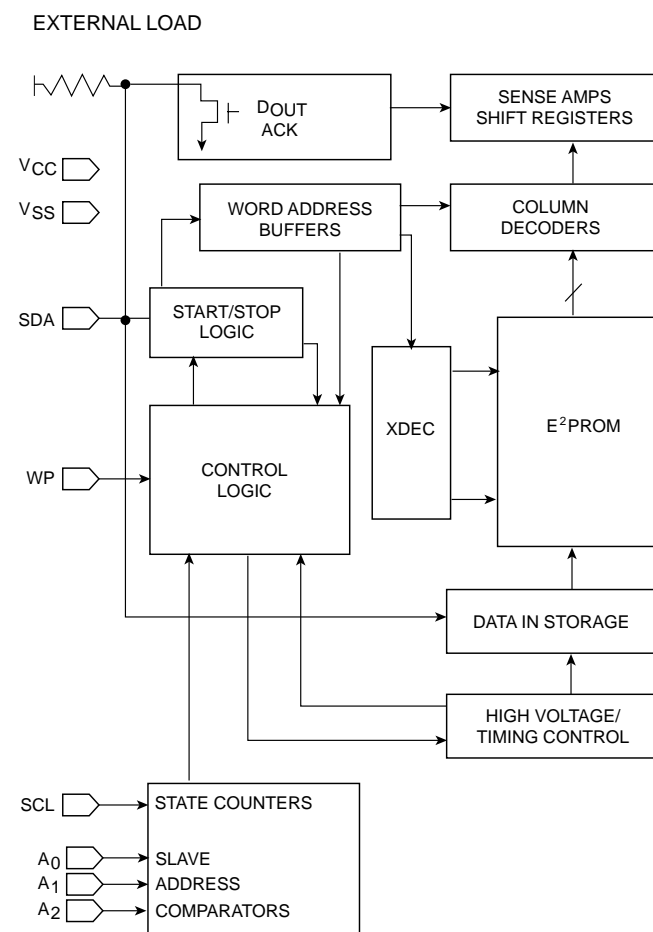 EXTERNAL LOAD
DOUT
ACK
SENSE AMPS
SHIFT REGISTERS
VCC
VSS
WORD ADDRESS
BUFFERS
COLUMN
DECODERS
SDA
START/STOP
LOGIC
XDEC
E²PROM
WP
CONTROL
LOGIC
DATA IN STORAGE
HIGH VOLTAGE/
TIMING CONTROL
SCL
STATE COUNTERS
A0
SLAVE
A1
ADDRESS
A2
COMPARATORS